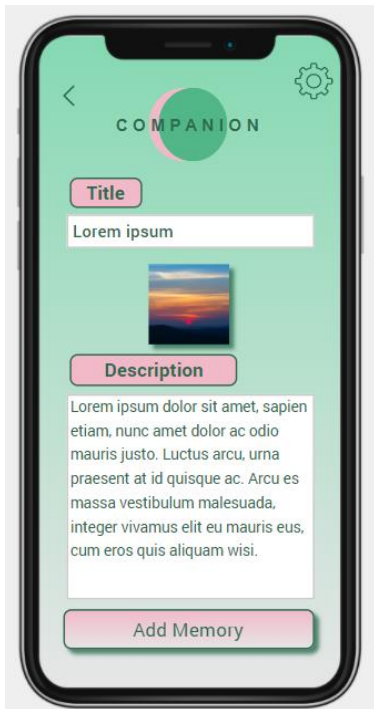 COMPANION
Title
Lorem ipsum
Description
Lorem ipsum dolor sit amet, sapien
etiam, nunc amet dolor ac odio
mauris justo. Luctus arcu, urna
praesent at id quisque ac. Arcu es
massa vestibulum malesuada,
integer vivamus elit eu mauris eus,
cum eros quis aliquam wisi.
Add Memory